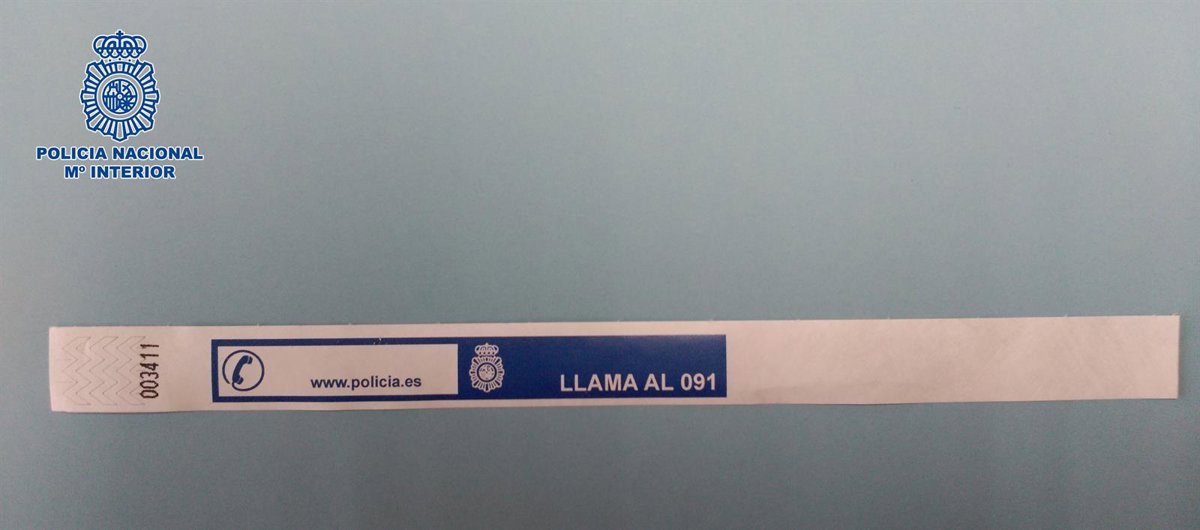 POLICIA NACIONAL
Mº INTERIOR
003411
www.policia.es
LLAMA AL 091